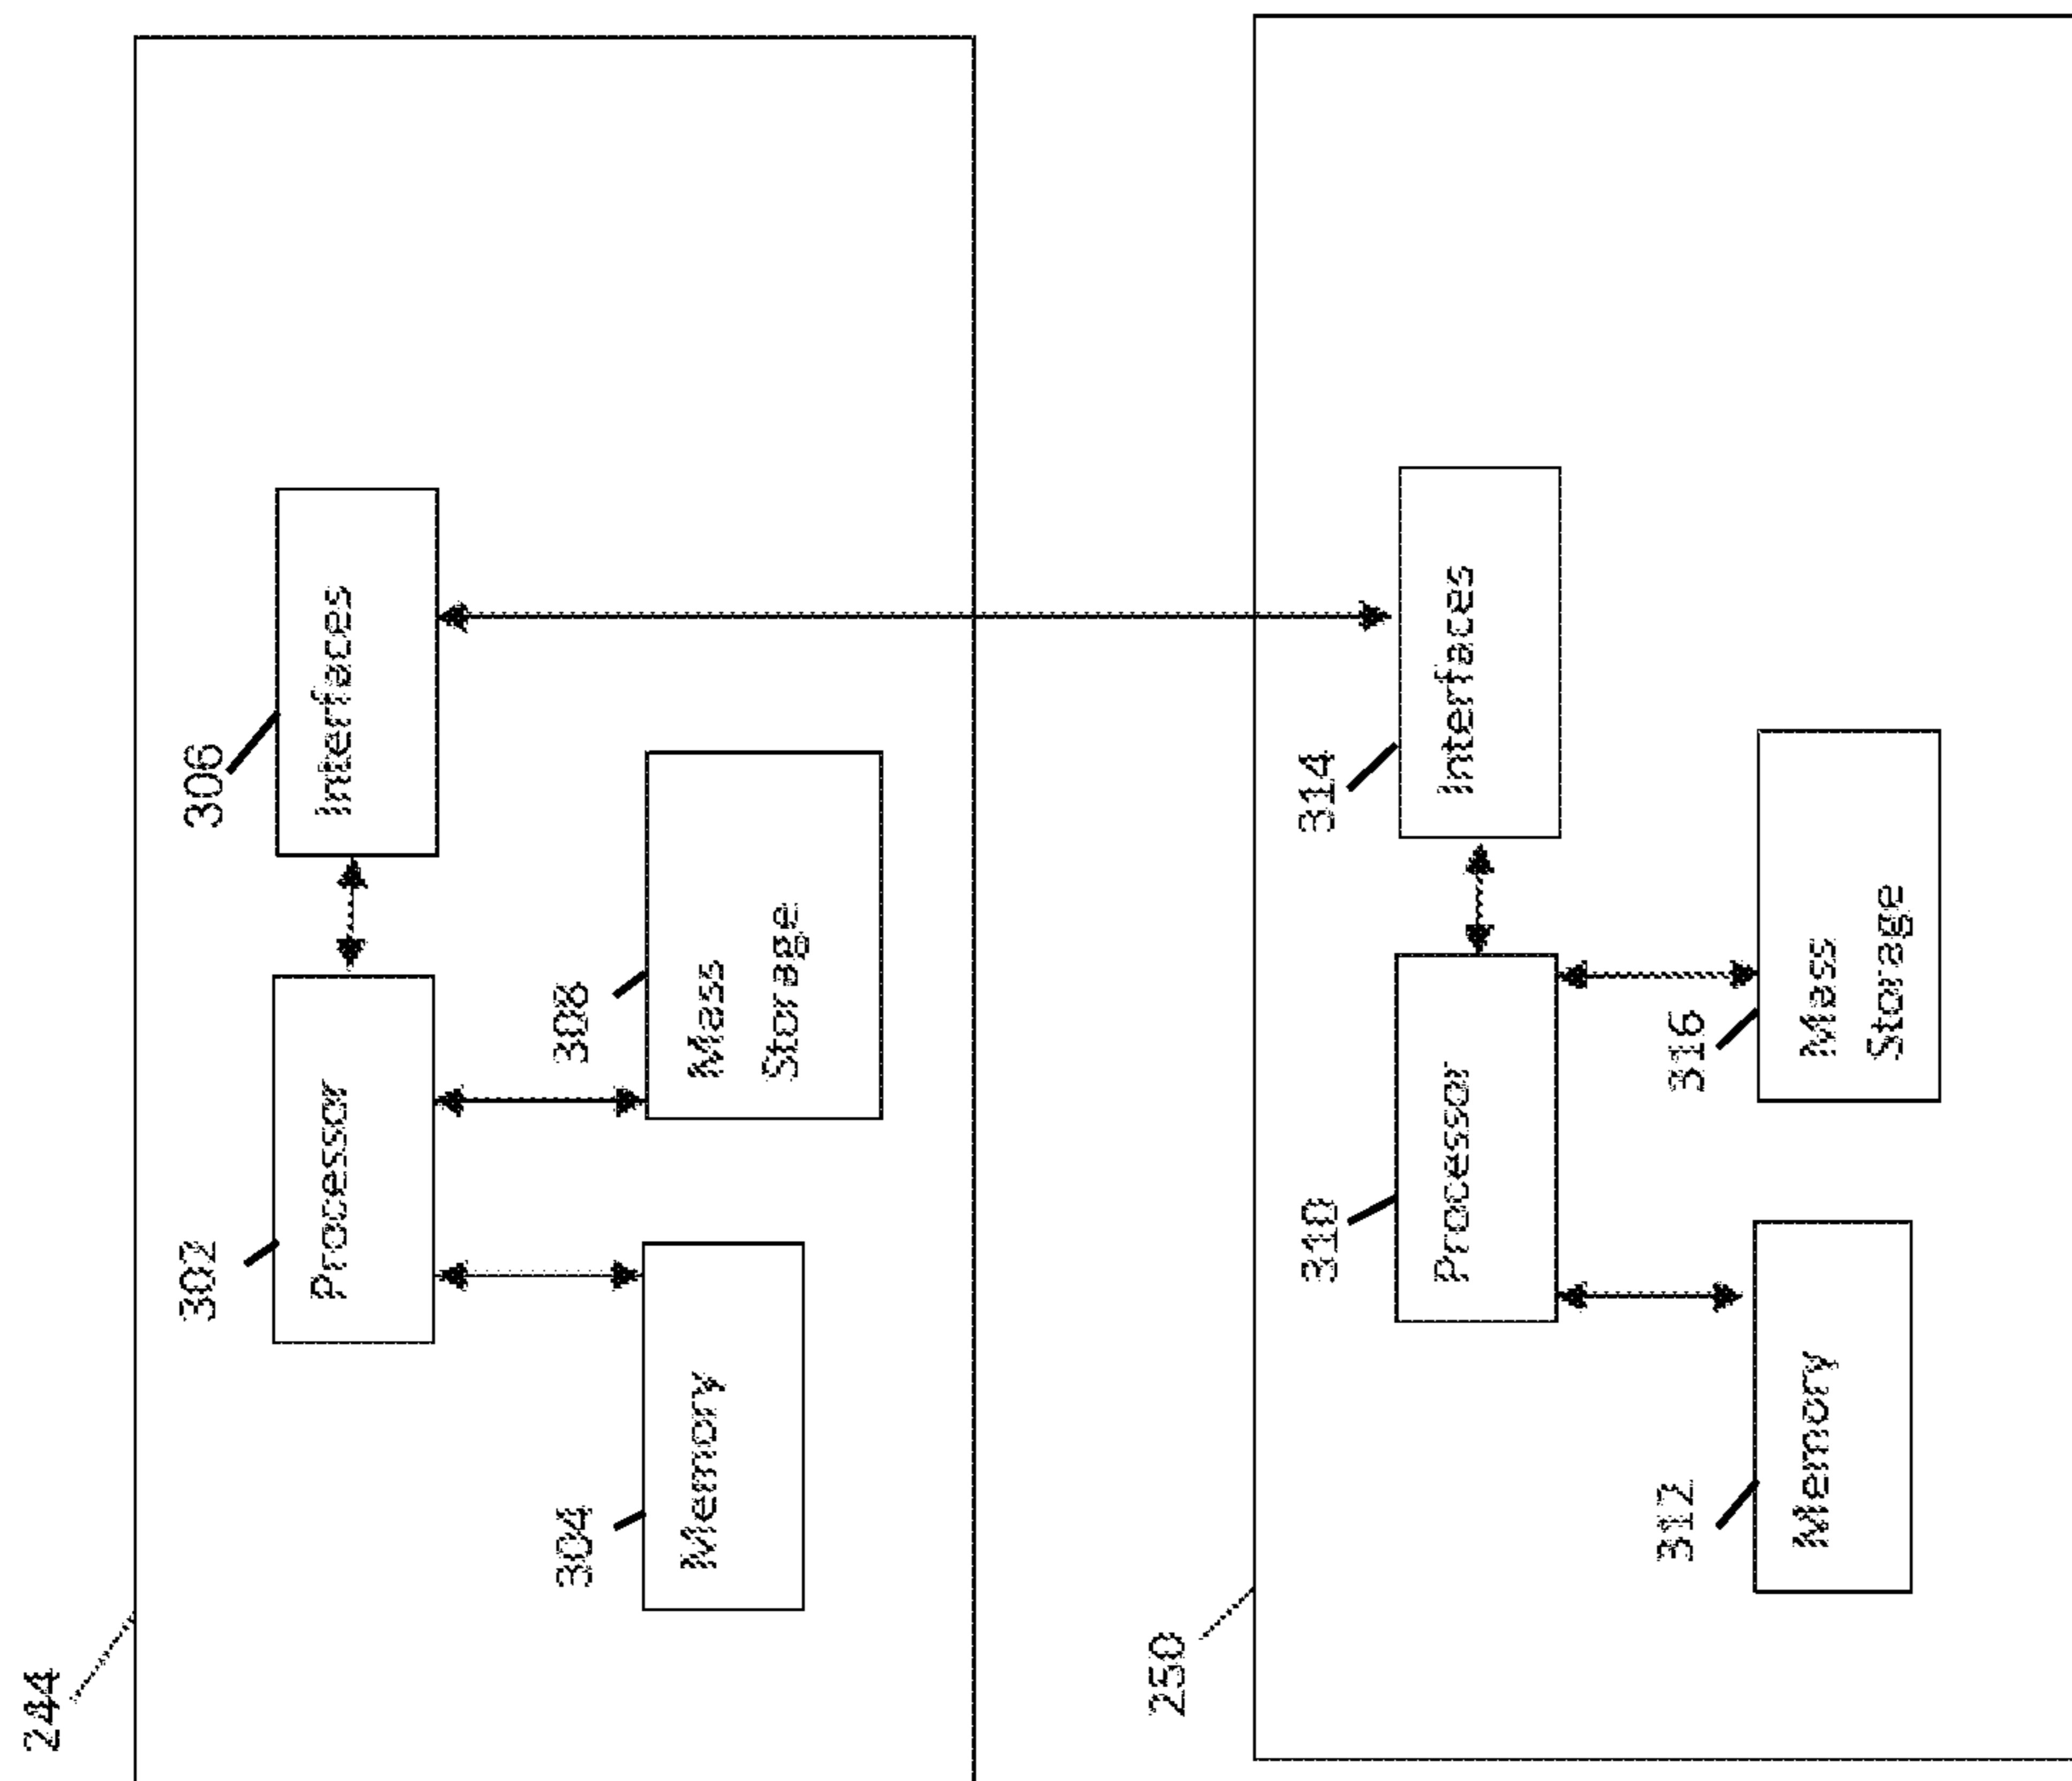 244
302
306
Processor
Interfaces
304
308
Memory
Mass
Storage
250
310
314
Processor
Interfaces
312
316
Memory
Mass
Storage